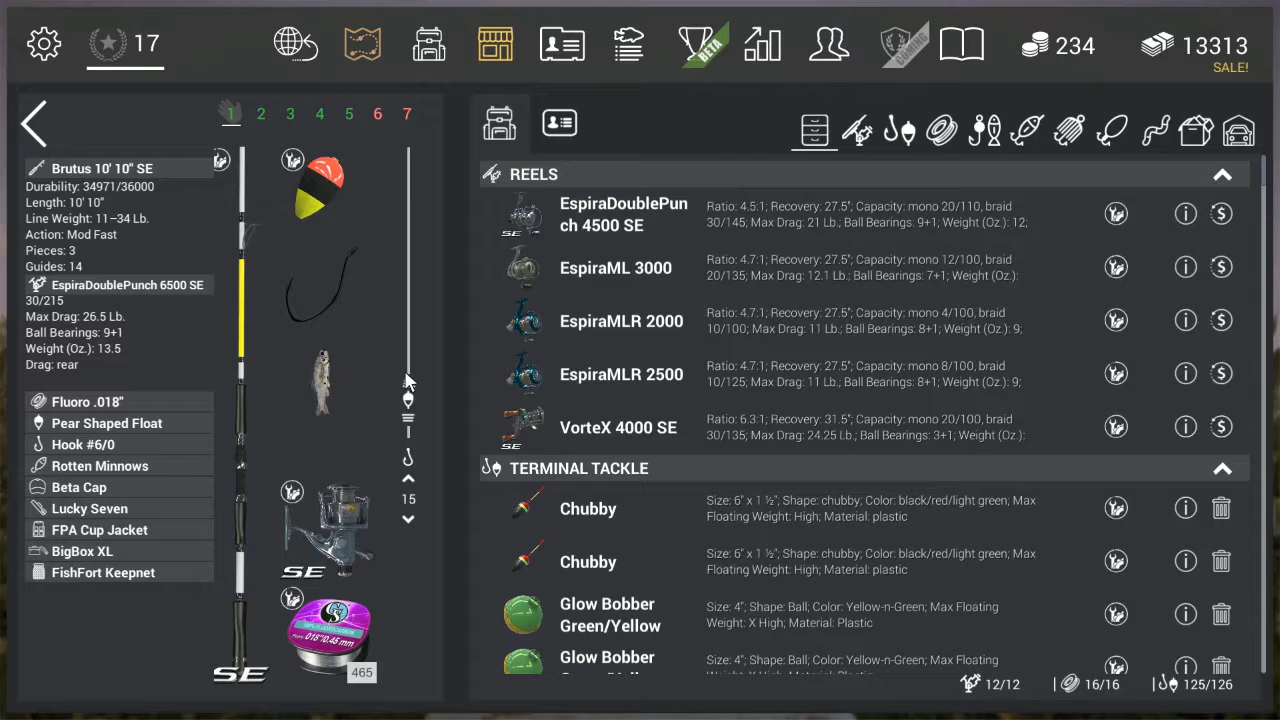 17
BETA
COMING
234
13313
SALE!
1 2 3 4 5 6 7
Brutus 10' 10" SE
Durability: 34971/36000
Length: 10' 10"
Line Weight: 11–34 Lb.
Action: Mod Fast
Pieces: 3
Guides: 14
EspiraDoublePunch 6500 SE
30/215
Max Drag: 26.5 Lb.
Ball Bearings: 9+1
Weight (Oz.): 13.5
Drag: rear
Fluoro .018"
Pear Shaped Float
Hook #6/0
Rotten Minnows
Beta Cap
Lucky Seven
FPA Cup Jacket
BigBox XL
FishFort Keepnet
15
SE
SE
.018"/0.45 mm
465
REELS
EspiraDoublePun
ch 4500 SE
Ratio: 4.5:1; Recovery: 27.5"; Capacity: mono 20/110, braid
30/145; Max Drag: 21 Lb.; Ball Bearings: 9+1; Weight (Oz.): 12;
SE
EspiraML 3000
Ratio: 4.7:1; Recovery: 27.5"; Capacity: mono 12/100, braid
20/135; Max Drag: 12.1 Lb.; Ball Bearings: 7+1; Weight (Oz.):
EspiraMLR 2000
Ratio: 4.7:1; Recovery: 27.5"; Capacity: mono 4/100, braid
10/100; Max Drag: 11 Lb.; Ball Bearings: 8+1; Weight (Oz.): 9;
EspiraMLR 2500
Ratio: 4.7:1; Recovery: 27.5"; Capacity: mono 8/100, braid
10/125; Max Drag: 11 Lb.; Ball Bearings: 8+1; Weight (Oz.): 9;
VorteX 4000 SE
Ratio: 6.3:1; Recovery: 31.5"; Capacity: mono 20/100, braid
30/135; Max Drag: 24.25 Lb.; Ball Bearings: 3+1; Weight (Oz.):
SE
TERMINAL TACKLE
Chubby
Size: 6" x 1 ½"; Shape: chubby; Color: black/red/light green; Max
Floating Weight: High; Material: plastic
Chubby
Size: 6" x 1 ½"; Shape: chubby; Color: black/red/light green; Max
Floating Weight: High; Material: plastic
Glow Bobber
Green/Yellow
Size: 4"; Shape: Ball; Color: Yellow-n-Green; Max Floating
Weight: X High; Material: Plastic
Glow Bobber
Size: 4"; Shape: Ball; Color: Yellow-n-Green; Max Floating
12/12
16/16
125/126